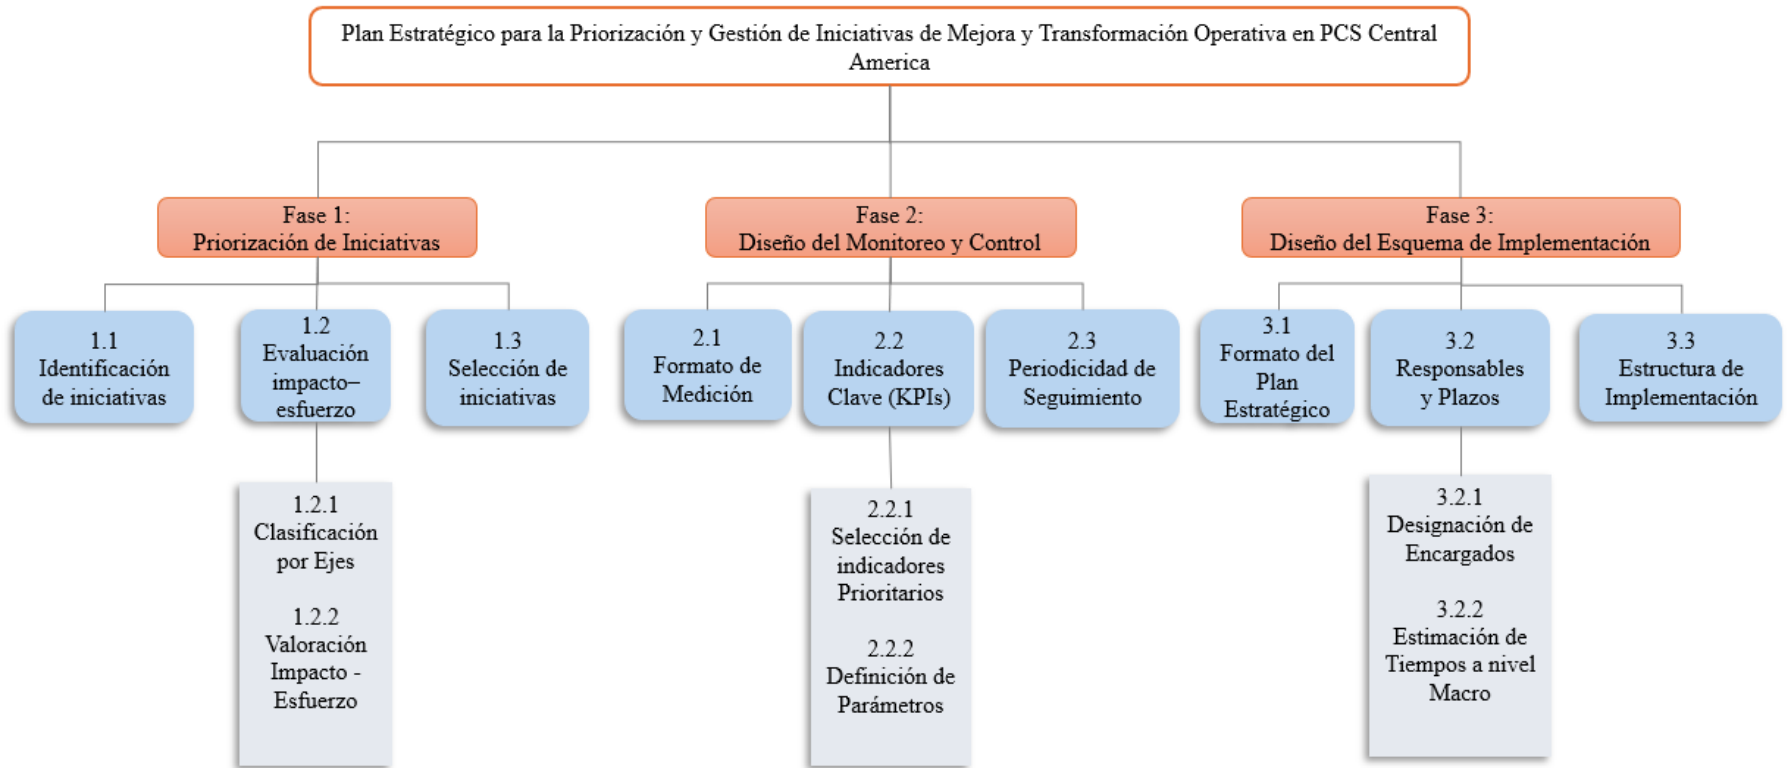 Plan Estratégico para la Priorización y Gestión de Iniciativas de Mejora y Transformación Operativa en PCS Central
America
Fase 1:
Priorización de Iniciativas
Fase 2:
Diseño del Monitoreo y Control
Fase 3:
Diseño del Esquema de Implementación
1.1
Identificación
de iniciativas
1.2
Evaluación
impacto–
esfuerzo
1.3
Selección de
iniciativas
2.1
Formato de
Medición
2.2
Indicadores
Clave (KPIs)
2.3
Periodicidad de
Seguimiento
3.1
Formato del
Plan
Estratégico
3.2
Responsables
y Plazos
3.3
Estructura de
Implementación
1.2.1
Clasificación
por Ejes
1.2.2
Valoración
Impacto -
Esfuerzo
2.2.1
Selección de
indicadores
Prioritarios
2.2.2
Definición de
Parámetros
3.2.1
Designación de
Encargados
3.2.2
Estimación de
Tiempos a nivel
Macro